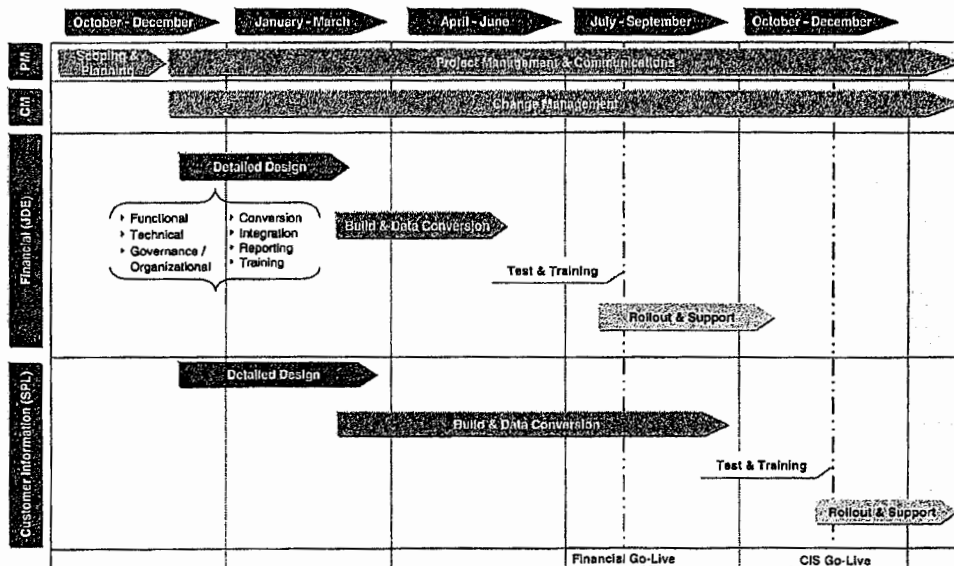 October - December
January - March
April - June
July - September
October - December
PM
Scoping &
Planning
Project Management & Communications
CM
Change Management
Financial (JDE)
Detailed Design
‣ Functional
‣ Technical
‣ Governance /
Organizational
‣ Conversion
‣ Integration
‣ Reporting
‣ Training
Build & Data Conversion
Test & Training
Rollout & Support
Customer Information (SPL)
Detailed Design
Build & Data Conversion
Test & Training
Rollout & Support
Financial Go-Live
CIS Go-Live